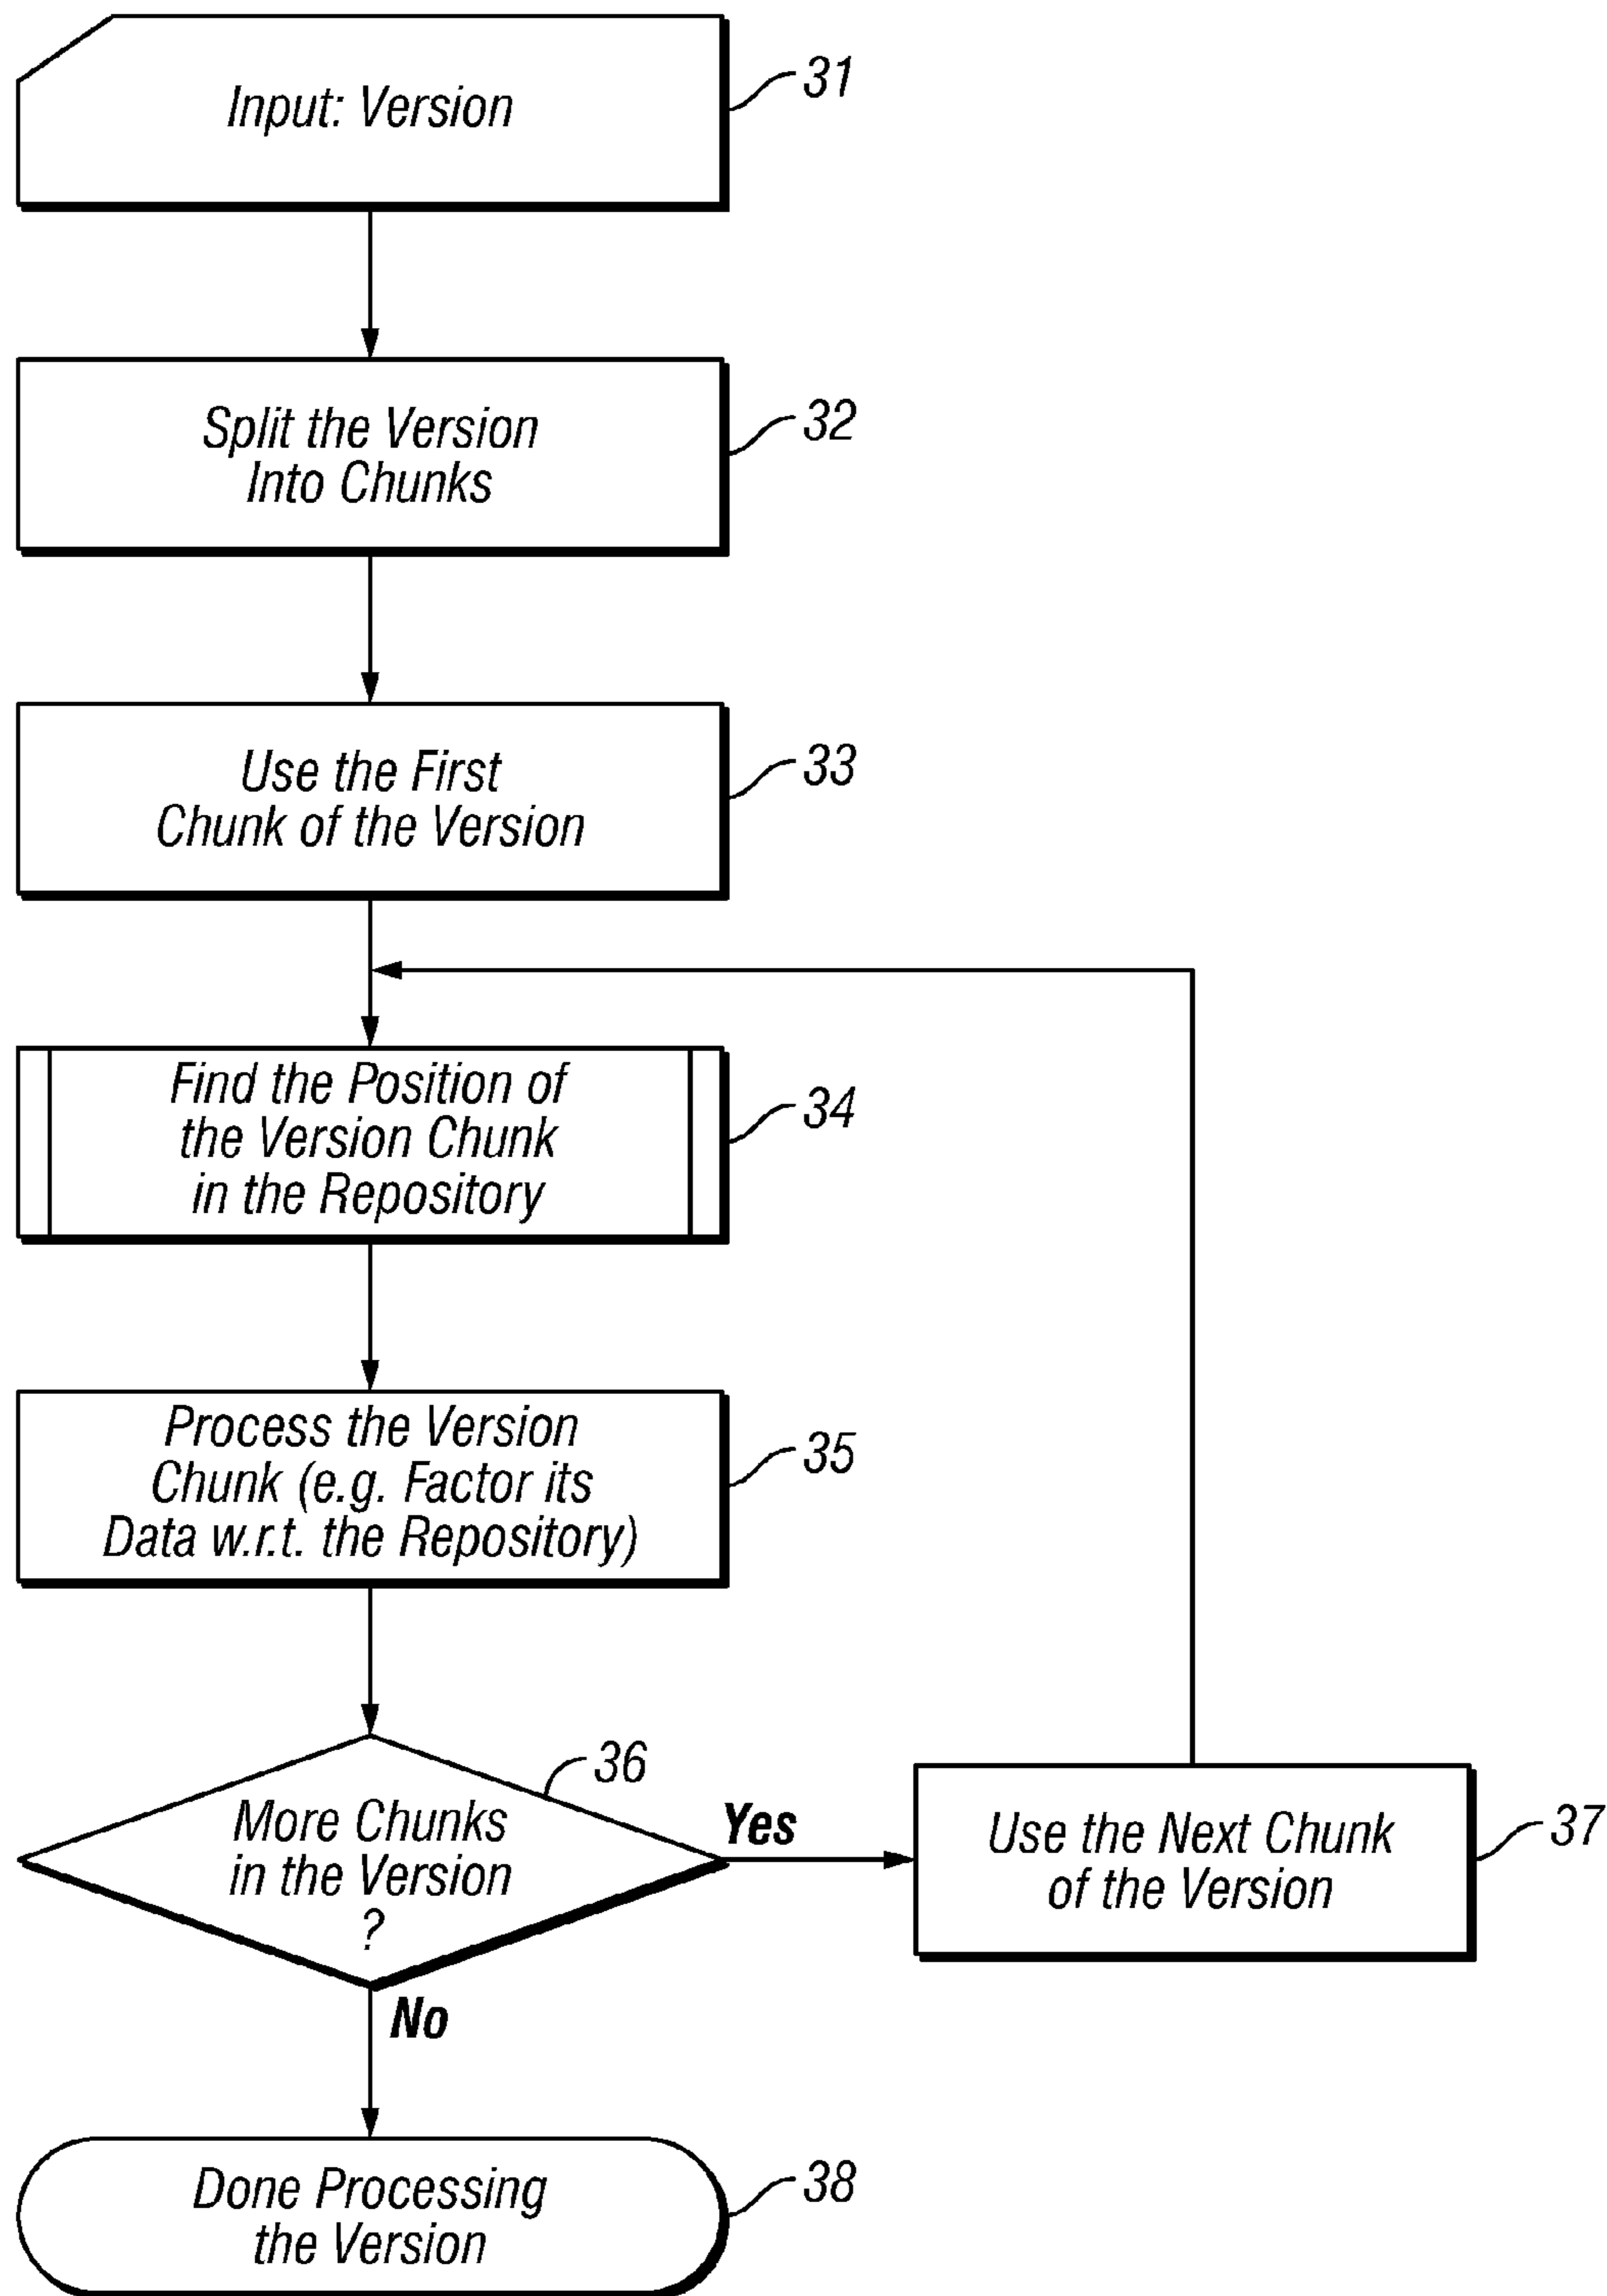 Input: Version
31
Split the Version
Into Chunks
32
Use the First
Chunk of the Version
33
Find the Position of
the Version Chunk
in the Repository
34
Process the Version
Chunk (e.g. Factor its
Data w.r.t. the Repository)
35
36
More Chunks
in the Version
?
Yes
Use the Next Chunk
of the Version
37
No
Done Processing
the Version
38